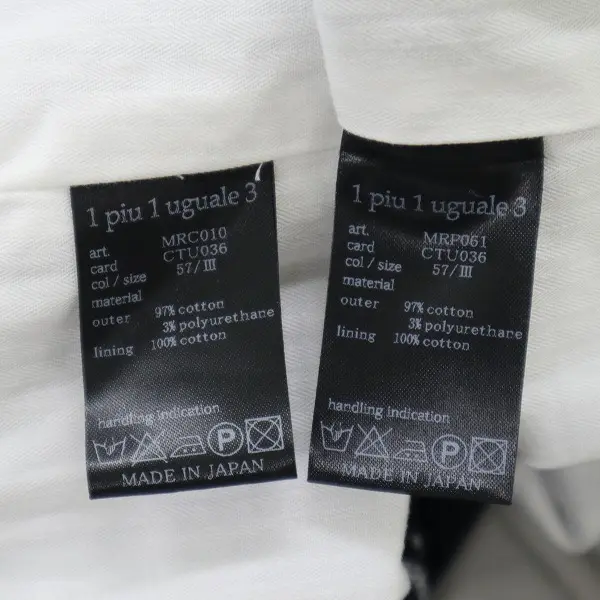 1 piu 1 uguale 3
art. MRC010
card CTU036
col / size 57/III
material
outer 97% cotton
3% polyurethane
lining 100% cotton
handling indication
P
MADE IN JAPAN
1 piu 1 uguale 3
art. MRP061
card CTU036
col / size 57/III
material
outer 97% cotton
3% polyurethane
lining 100% cotton
handling indication
P
MADE IN JAPAN